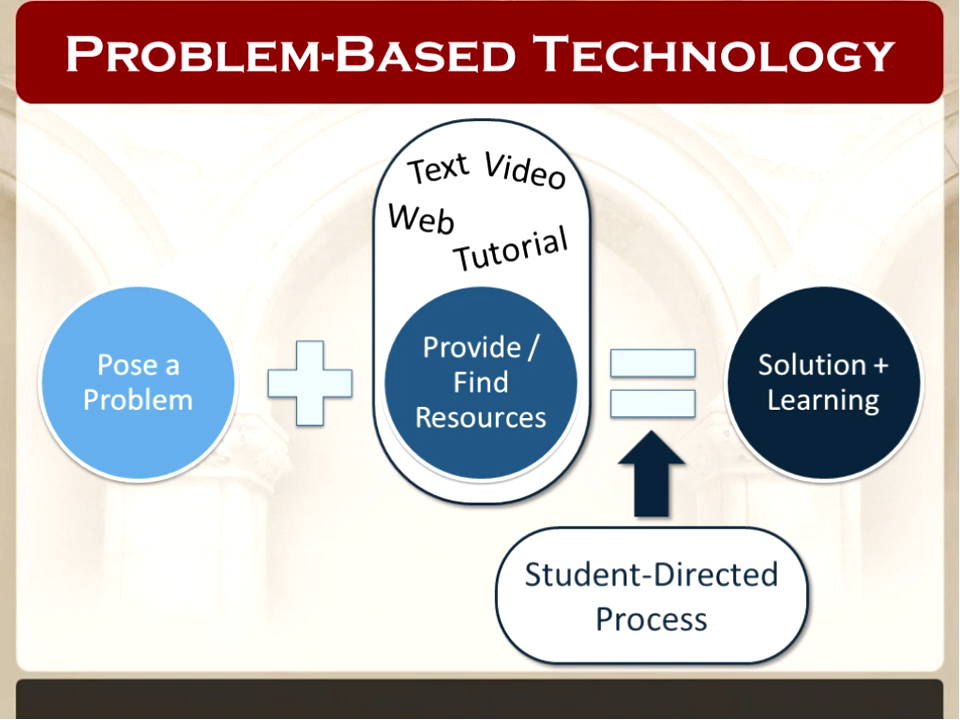 PROBLEM-BASED TECHNOLOGY
Text Video
Web
Tutorial
Pose a
Problem
Provide /
Find
Resources
Solution +
Learning
Student-Directed
Process